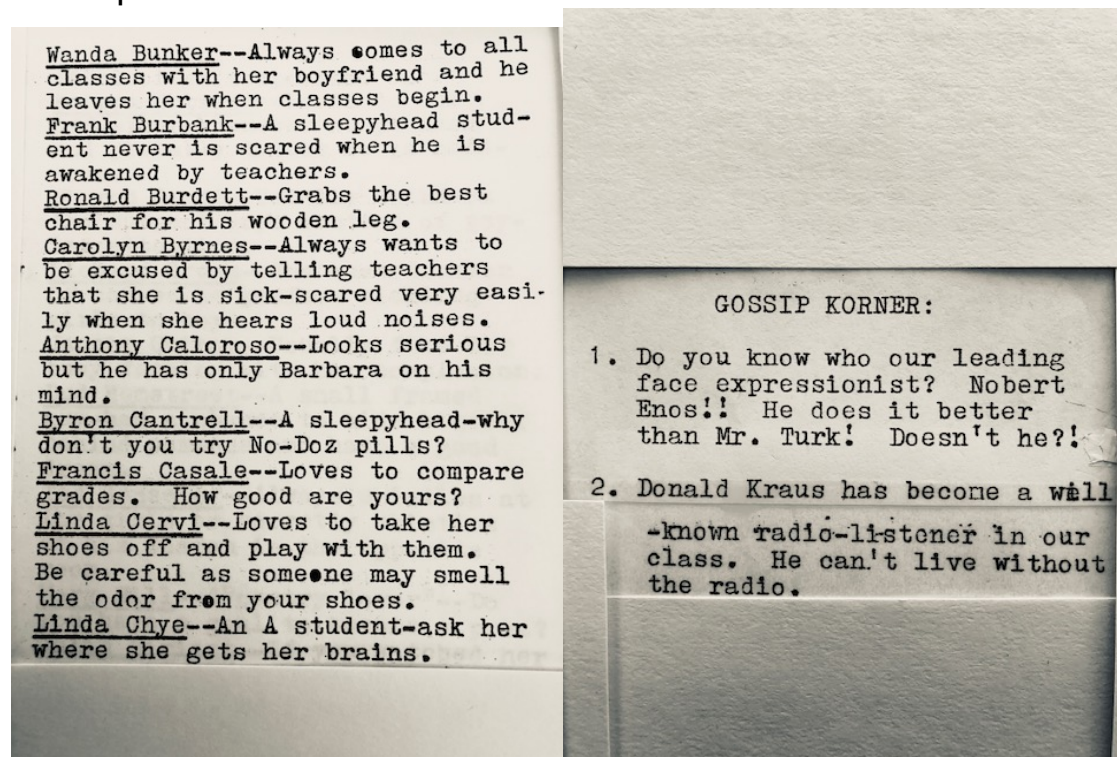 Wanda Bunker--Always comes to all
classes with her boyfriend and he
leaves her when classes begin.
Frank Burbank--A sleepyhead stud-
ent never is scared when he is
awakened by teachers.
Ronald Burdett--Grabs the best
chair for his wooden leg.
Carolyn Byrnes--Always wants to
be excused by telling teachers
that she is sick-scared very easi-
ly when she hears loud noises.
Anthony Caloroso--Looks serious
but he has only Barbara on his
mind.
Byron Cantrell--A sleepyhead-why
don't you try No-Doz pills?
Francis Casale--Loves to compare
grades. How good are yours?
Linda Cervi--Loves to take her
shoes off and play with them.
Be careful as someone may smell
the odor from your shoes.
Linda Chye--An A student-ask her
where she gets her brains.
GOSSIP KORNER:
1. Do you know who our leading
face expressionist? Nobert
Enos!! He does it better
than Mr. Turk! Doesn't he?!
2. Donald Kraus has become a well
-known radio-listener in our
class. He can't live without
the radio.